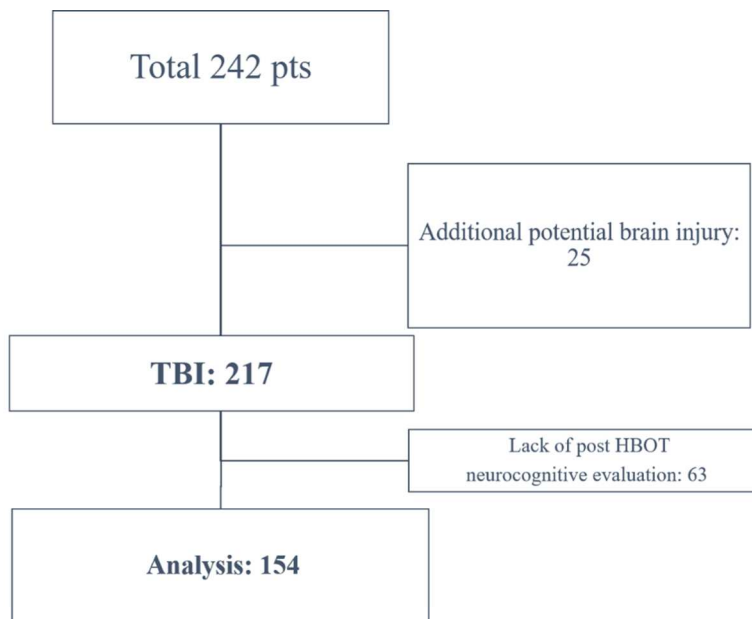 Total 242 pts
Additional potential brain injury:
25
TBI: 217
Lack of post HBOT
neurocognitive evaluation: 63
Analysis: 154